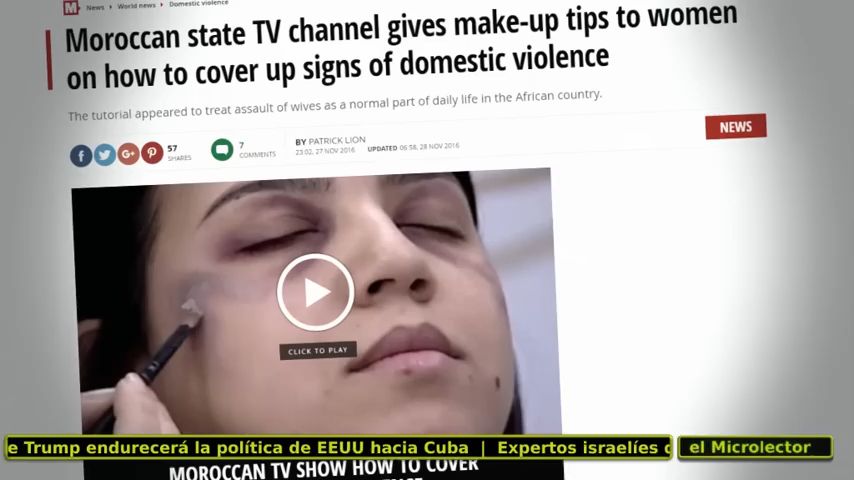 M News › World news › Domestic violence
Moroccan state TV channel gives make-up tips to women
on how to cover up signs of domestic violence
The tutorial appeared to treat assault of wives as a normal part of daily life in the African country.
57
SHARES
7
COMMENTS
BY PATRICK LION
23:02, 27 NOV 2016 UPDATED 06:58, 28 NOV 2016
NEWS
CLICK TO PLAY
e Trump endurecerá la política de EEUU hacia Cuba | Expertos israelíes
el Microlector
MOROCCAN TV SHOW HOW TO COVER